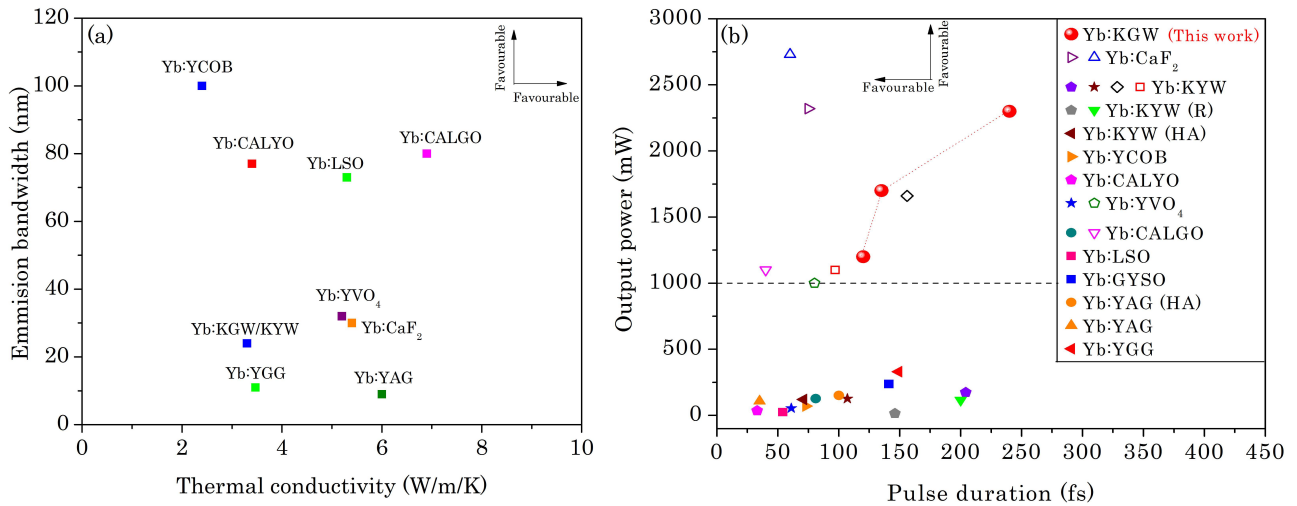 (a)
Favourable
Favourable
Yb:YCOB
Yb:CALYO
Yb:LSO
Yb:CALGO
Yb:YVO4
Yb:CaF2
Yb:KGW/KYW
Yb:YGG
Yb:YAG
120
100
80
60
40
20
0
0 2 4 6 8 10
Emmision bandwidth (nm)
Thermal conductivity (W/m/K)
(b)
Favourable
Favourable
Yb:KGW (This work)
Yb:CaF2
Yb:KYW
Yb:KYW (R)
Yb:KYW (HA)
Yb:YCOB
Yb:CALYO
Yb:YVO4
Yb:CALGO
Yb:LSO
Yb:GYSO
Yb:YAG (HA)
Yb:YAG
Yb:YGG
3000
2500
2000
1500
1000
500
0
0 50 100 150 200 250 300 350 400 450
Output power (mW)
Pulse duration (fs)